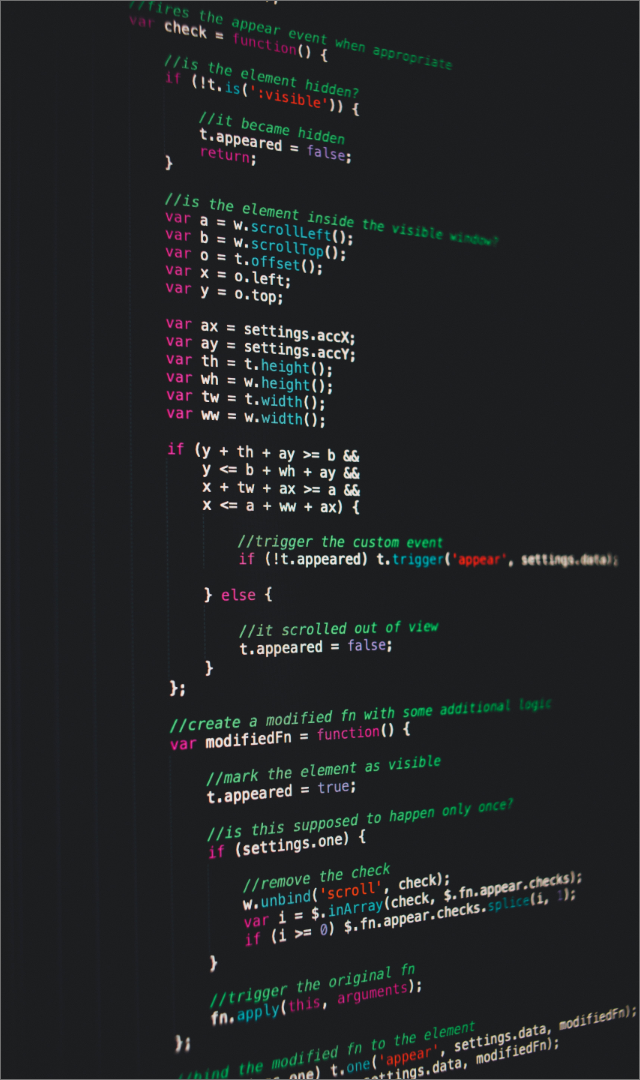 //fires the appear event when appropriate
var check = function() {
//is the element hidden?
if (!t.is(':visible')) {
//it became hidden
t.appeared = false;
return;
}
//is the element inside the visible window?
var a = w.scrollLeft();
var b = w.scrollTop();
var o = t.offset();
var x = o.left;
var y = o.top;
var ax = settings.accX;
var ay = settings.accY;
var th = t.height();
var wh = w.height();
var tw = t.width();
var ww = w.width();
if (y + th + ay >= b &&
y <= b + wh + ay &&
x + tw + ax >= a &&
x <= a + ww + ax) {
//trigger the custom event
if (!t.appeared) t.trigger('appear', settings.data);
} else {
//it scrolled out of view
t.appeared = false;
}
};
//create a modified fn with some additional logic
var modifiedFn = function() {
//mark the element as visible
t.appeared = true;
//is this supposed to happen only once?
if (settings.one) {
//remove the check
w.unbind('scroll', check);
var i = $.inArray(check, $.fn.appear.checks);
if (i >= 0) $.fn.appear.checks.splice(i, 1);
}
//trigger the original fn
fn.apply(this, arguments);
};
//bind the modified fn to the element
one) t.one('appear', settings.data, modifiedFn);
settings.data, modifiedFn);